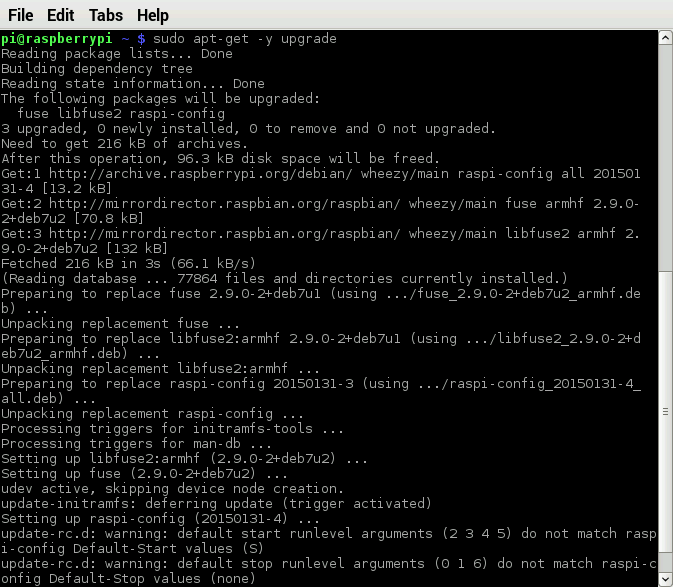 File Edit Tabs Help
pi@raspberrypi ~ $ sudo apt-get -y upgrade
Reading package lists... Done
Building dependency tree
Reading state information... Done
The following packages will be upgraded:
  fuse libfuse2 raspi-config
3 upgraded, 0 newly installed, 0 to remove and 0 not upgraded.
Need to get 216 kB of archives.
After this operation, 96.3 kB disk space will be freed.
Get:1 http://archive.raspberrypi.org/debian/ wheezy/main raspi-config all 201501
31-4 [13.2 kB]
Get:2 http://mirrordirector.raspbian.org/raspbian/ wheezy/main fuse armhf 2.9.0-
2+deb7u2 [70.8 kB]
Get:3 http://mirrordirector.raspbian.org/raspbian/ wheezy/main libfuse2 armhf 2.
9.0-2+deb7u2 [132 kB]
Fetched 216 kB in 3s (66.1 kB/s)
(Reading database ... 77864 files and directories currently installed.)
Preparing to replace fuse 2.9.0-2+deb7u1 (using .../fuse_2.9.0-2+deb7u2_armhf.de
b) ...
Unpacking replacement fuse ...
Preparing to replace libfuse2:armhf 2.9.0-2+deb7u1 (using .../libfuse2_2.9.0-2+d
eb7u2_armhf.deb) ...
Unpacking replacement libfuse2:armhf ...
Preparing to replace raspi-config 20150131-3 (using .../raspi-config_20150131-4_
all.deb) ...
Unpacking replacement raspi-config ...
Processing triggers for initramfs-tools ...
Processing triggers for man-db ...
Setting up libfuse2:armhf (2.9.0-2+deb7u2) ...
Setting up fuse (2.9.0-2+deb7u2) ...
udev active, skipping device node creation.
update-initramfs: deferring update (trigger activated)
Setting up raspi-config (20150131-4) ...
update-rc.d: warning: default start runlevel arguments (2 3 4 5) do not match rasp
i-config Default-Start values (S)
update-rc.d: warning: default stop runlevel arguments (0 1 6) do not match raspi-c
onfig Default-Stop values (none)